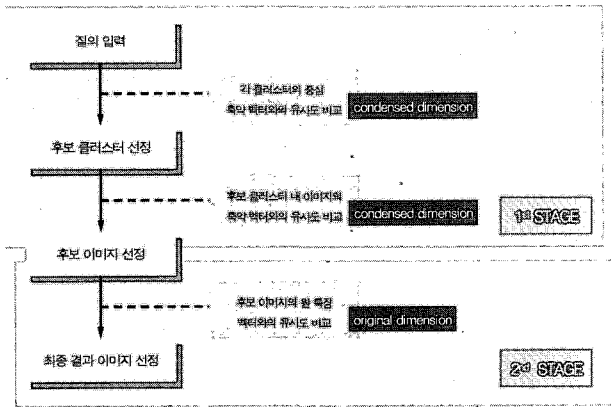 질의 입력
각 클러스터의 중심
축약 벡터와의 유사도 비교
condensed dimension
후보 클러스터 선정
후보 클러스터 내 이미지의
축약 벡터와의 유사도 비교
condensed dimension
1st STAGE
후보 이미지 선정
후보 이미지의 원 특징
벡터와의 유사도 비교
original dimension
최종 결과 이미지 선정
2nd STAGE